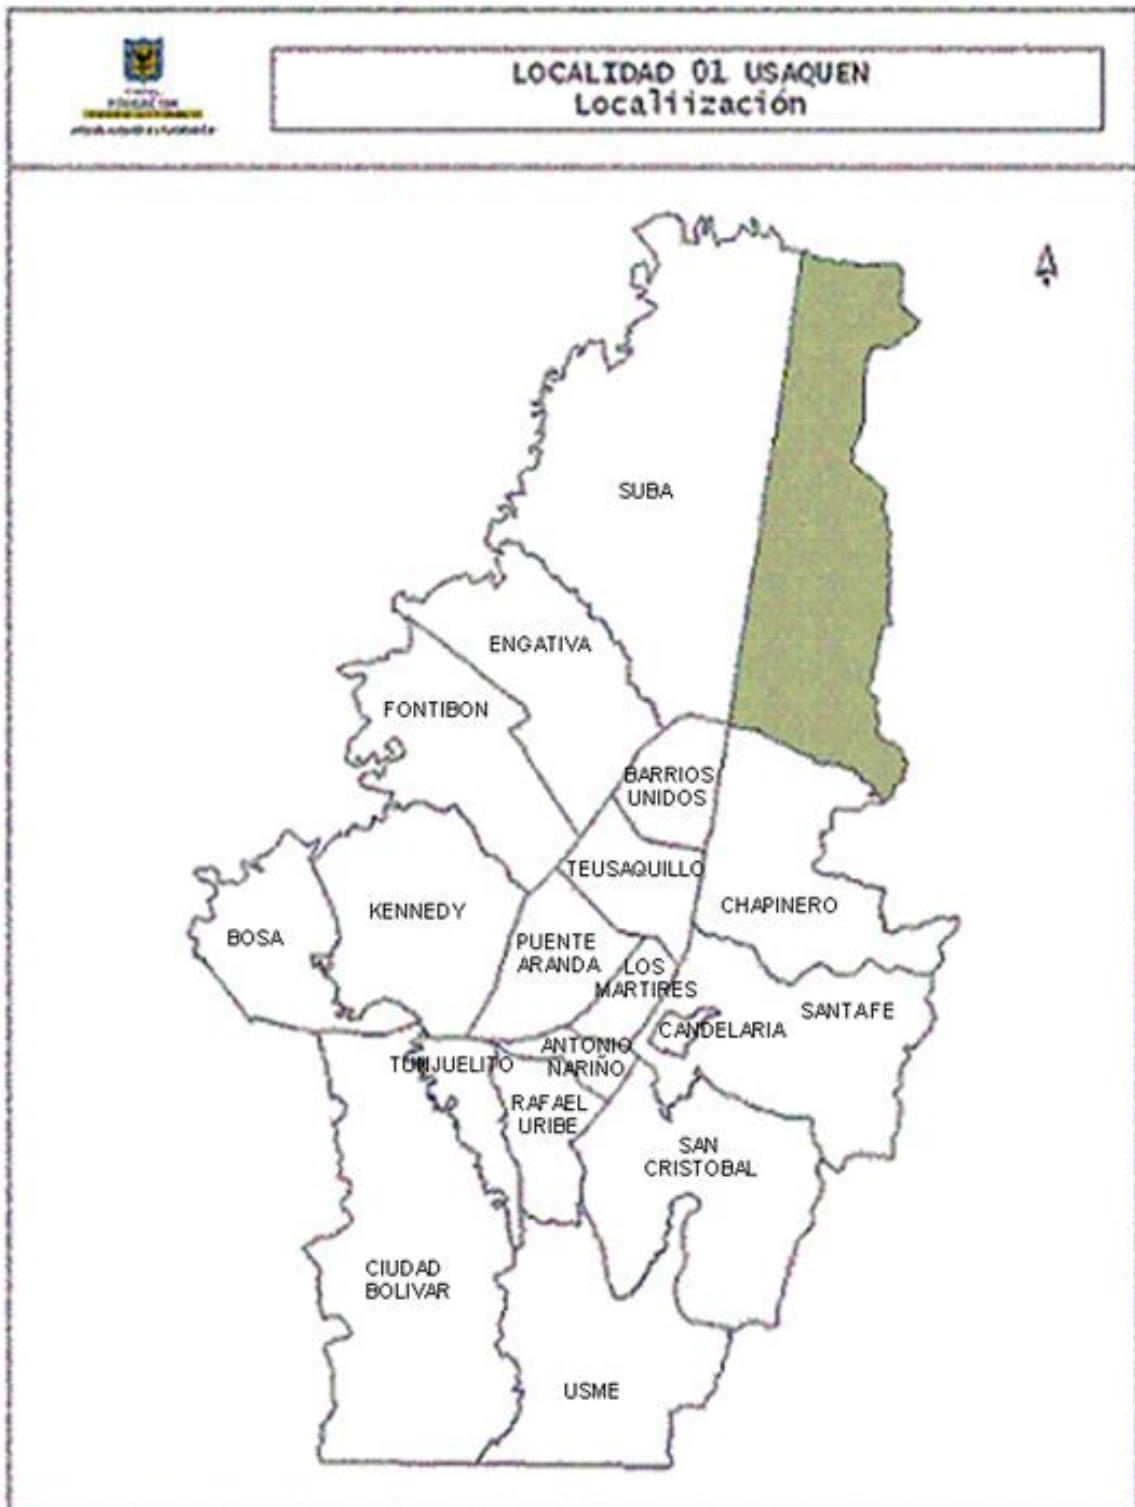 LOCALIDAD 01 USAQUEN
Localiización
SUBA
ENGATIVA
FONTIBON
BARRIOS
UNIDOS
TEUSAQUILLO
CHAPINERO
KENNEDY
BOSA
PUENTE
ARANDA
LOS
MARTIRES
SANTAFE
CANDELARIA
ANTONIO
NARIÑO
TUNJUELITO
RAFAEL
URIBE
SAN
CRISTOBAL
CIUDAD
BOLIVAR
USME